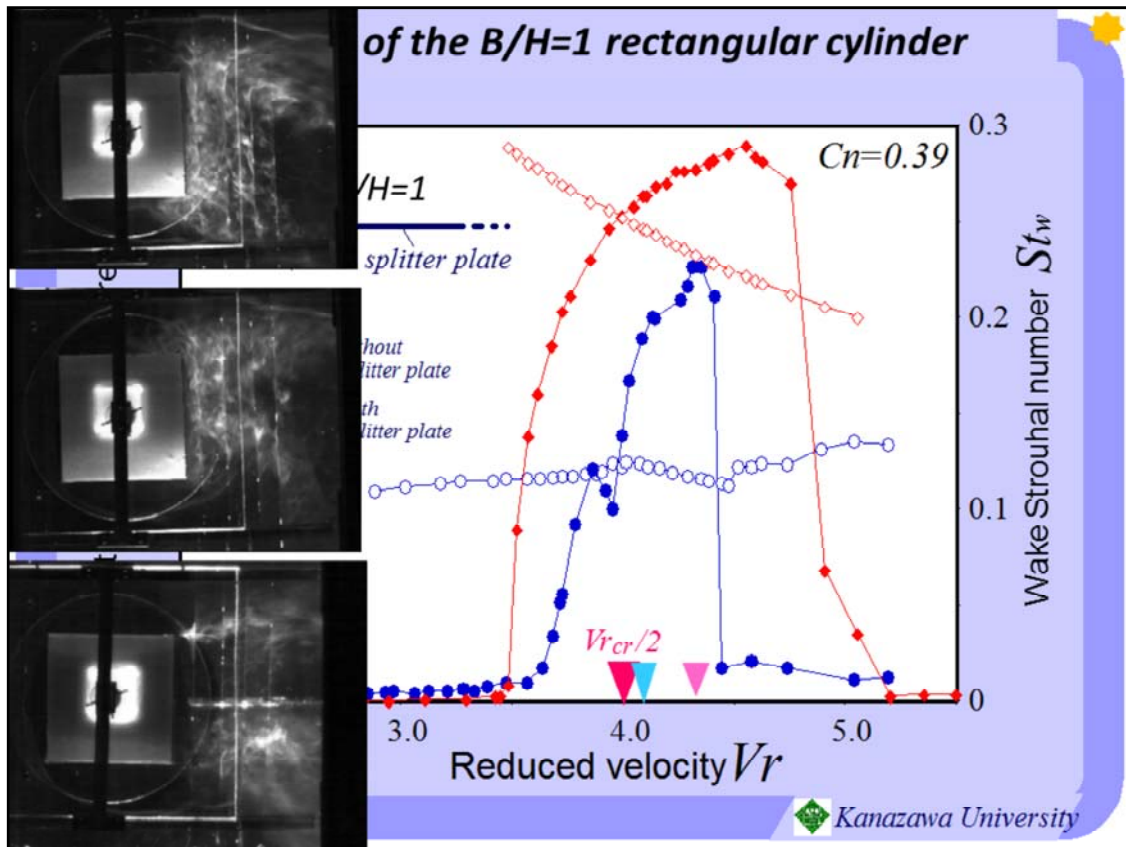 of the B/H=1 rectangular cylinder
Cn=0.39
/H=1
splitter plate
thout
litter plate
th
litter plate
re
t
0.3
0.2
0.1
0
Wake Strouhal number Stw
Vrcr/2
3.0
4.0
5.0
Reduced velocity Vr
Kanazawa University